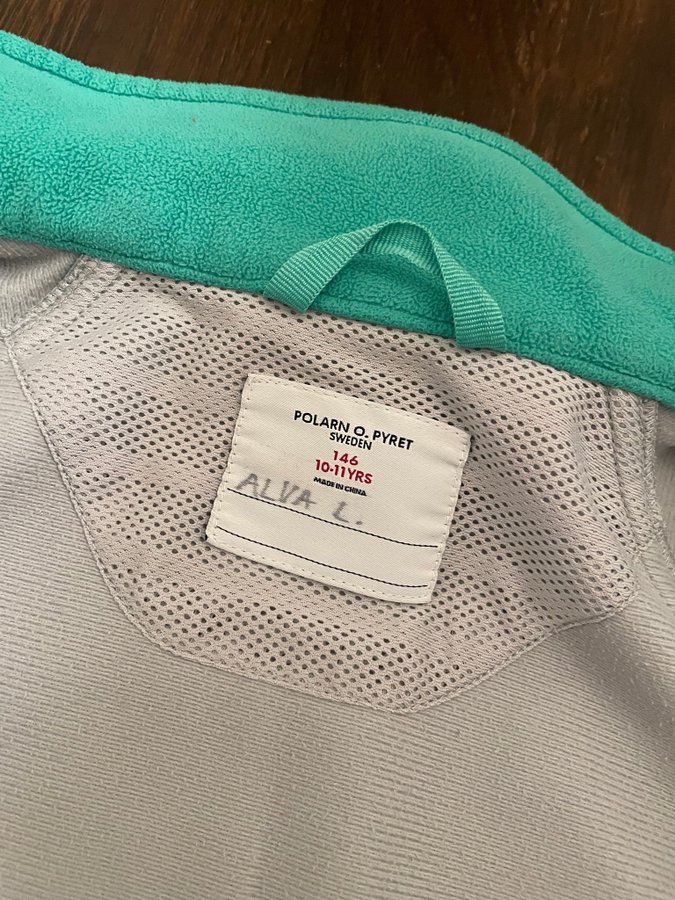 POLARN O. PYRET
SWEDEN
146
10-11YRS
MADE IN CHINA
ALVA L.